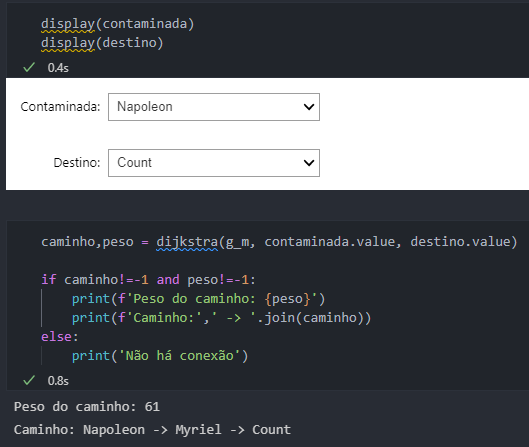 display(contaminada)
display(destino)
0.4s
Contaminada: Napoleon
Destino: Count
caminho,peso = dijkstra(g_m, contaminada.value, destino.value)
if caminho!=-1 and peso!=-1:
print(f'Peso do caminho: {peso}')
print(f'Caminho:',' -> '.join(caminho))
else:
print('Não há conexão')
0.8s
Peso do caminho: 61
Caminho: Napoleon -> Myriel -> Count